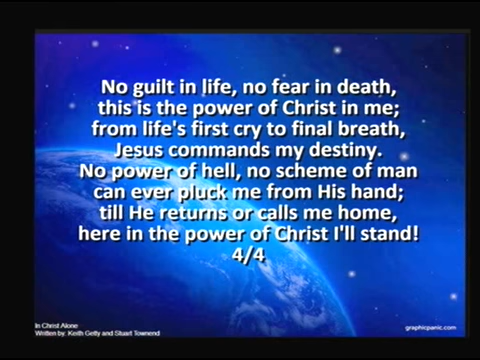 No guilt in life, no fear in death,
this is the power of Christ in me;
from life's first cry to final breath,
Jesus commands my destiny.
No power of hell, no scheme of man
can ever pluck me from His hand;
till He returns or calls me home,
here in the power of Christ I'll stand!
4/4
In Christ Alone
Written by: Keith Getty and Stuart Townend
graphicpanic.com